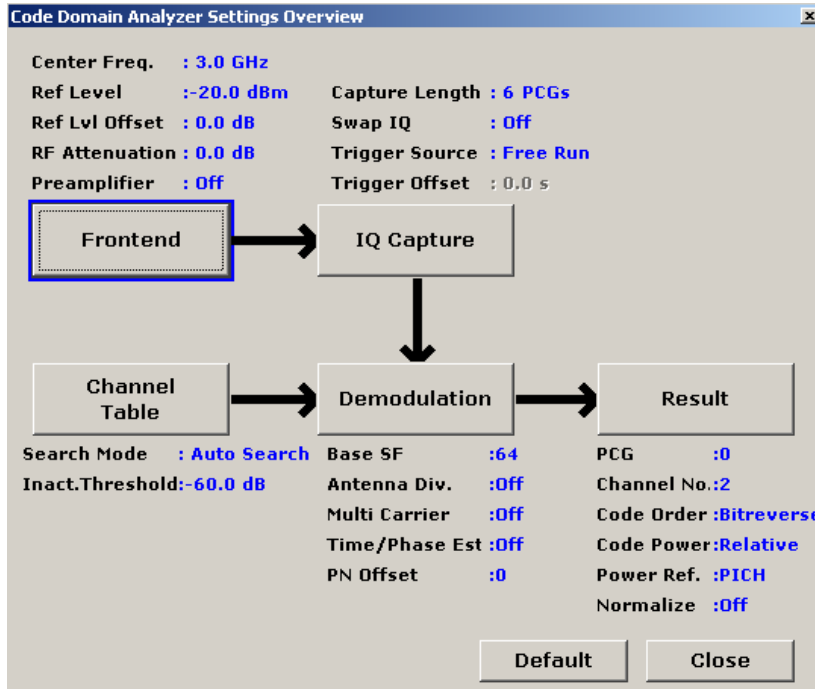 Code Domain Analyzer Settings Overview
Center Freq. : 3.0 GHz
Ref Level :-20.0 dBm
Ref Lvl Offset : 0.0 dB
RF Attenuation : 0.0 dB
Preamplifier : Off
Capture Length : 6 PCGs
Swap IQ : Off
Trigger Source : Free Run
Trigger Offset : 0.0 s
Frontend
IQ Capture
Channel
Table
Demodulation
Result
Search Mode : Auto Search
Inact.Threshold:-60.0 dB
Base SF :64
Antenna Div. :Off
Multi Carrier :Off
Time/Phase Est :Off
PN Offset :0
PCG :0
Channel No.:2
Code Order :Bitreverse
Code Power:Relative
Power Ref. :PICH
Normalize :Off
Default
Close